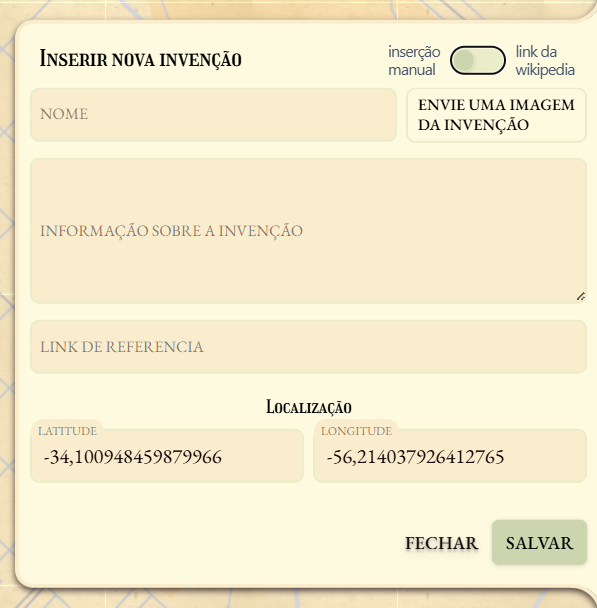 Inserir nova invenção
inserção
manual
link da
wikipedia
NOME
ENVIE UMA IMAGEM
DA INVENÇÃO
INFORMAÇÃO SOBRE A INVENÇÃO
LINK DE REFERENCIA
Localização
LATITUDE
-34,100948459879966
LONGITUDE
-56,214037926412765
FECHAR
SALVAR